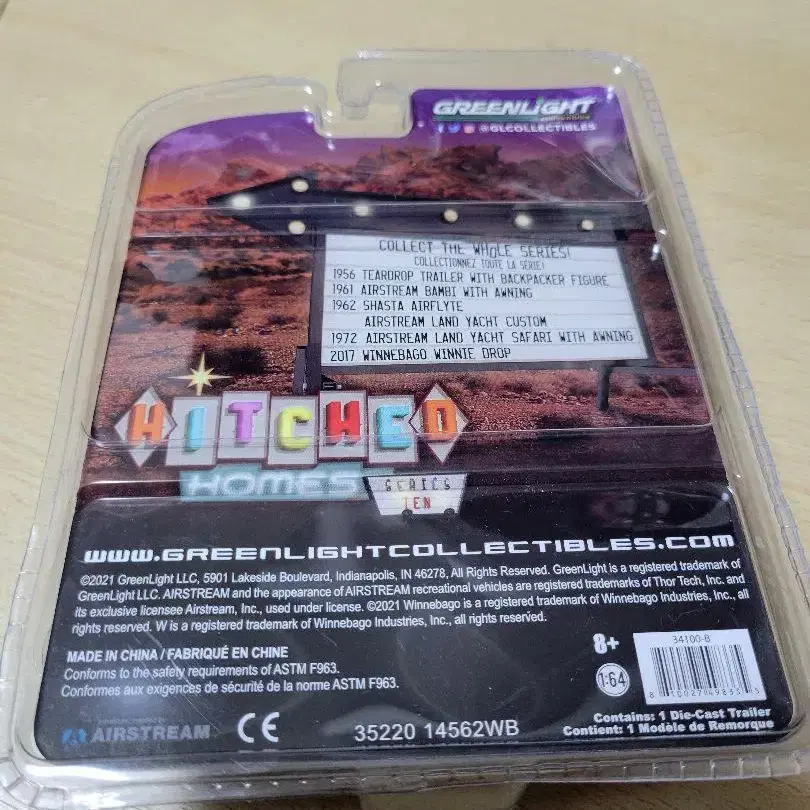 GREENLIGHT
@GLCOLLECTIBLES
COLLECT THE WHOLE SERIES!
COLLECTIONNEZ TOUTE LA SÉRIE!
1956 TEARDROP TRAILER WITH BACKPACKER FIGURE
1961 AIRSTREAM BAMBI WITH AWNING
1962 SHASTA AIRFLYTE
AIRSTREAM LAND YACHT CUSTOM
1972 AIRSTREAM LAND YACHT SAFARI WITH AWNING
2017 WINNEBAGO WINNIE DROP
HITCHED
HOMES
SERIES
TEN
WWW.GREENLIGHTCOLLECTIBLES.COM
©2021 GreenLight LLC, 5901 Lakeside Boulevard, Indianapolis, IN 46278, All Rights Reserved. GreenLight is a registered trademark of
GreenLight LLC. AIRSTREAM and the appearance of AIRSTREAM recreational vehicles are registered trademarks of Thor Tech, Inc. and
its exclusive licensee Airstream, Inc., used under license. ©2021 Winnebago is a registered trademark of Winnebago Industries, Inc., all
rights reserved. W is a registered trademark of Winnebago Industries, Inc., all rights reserved.
MADE IN CHINA / FABRIQUÉ EN CHINE
Conforms to the safety requirements of ASTM F963.
Conformes aux exigences de sécurité de la norme ASTM F963.
8+
1:64
34100-B
AIRSTREAM
CE
35220 14562WB
Contains: 1 Die-Cast Trailer
Contient: 1 Modèle de Remorque